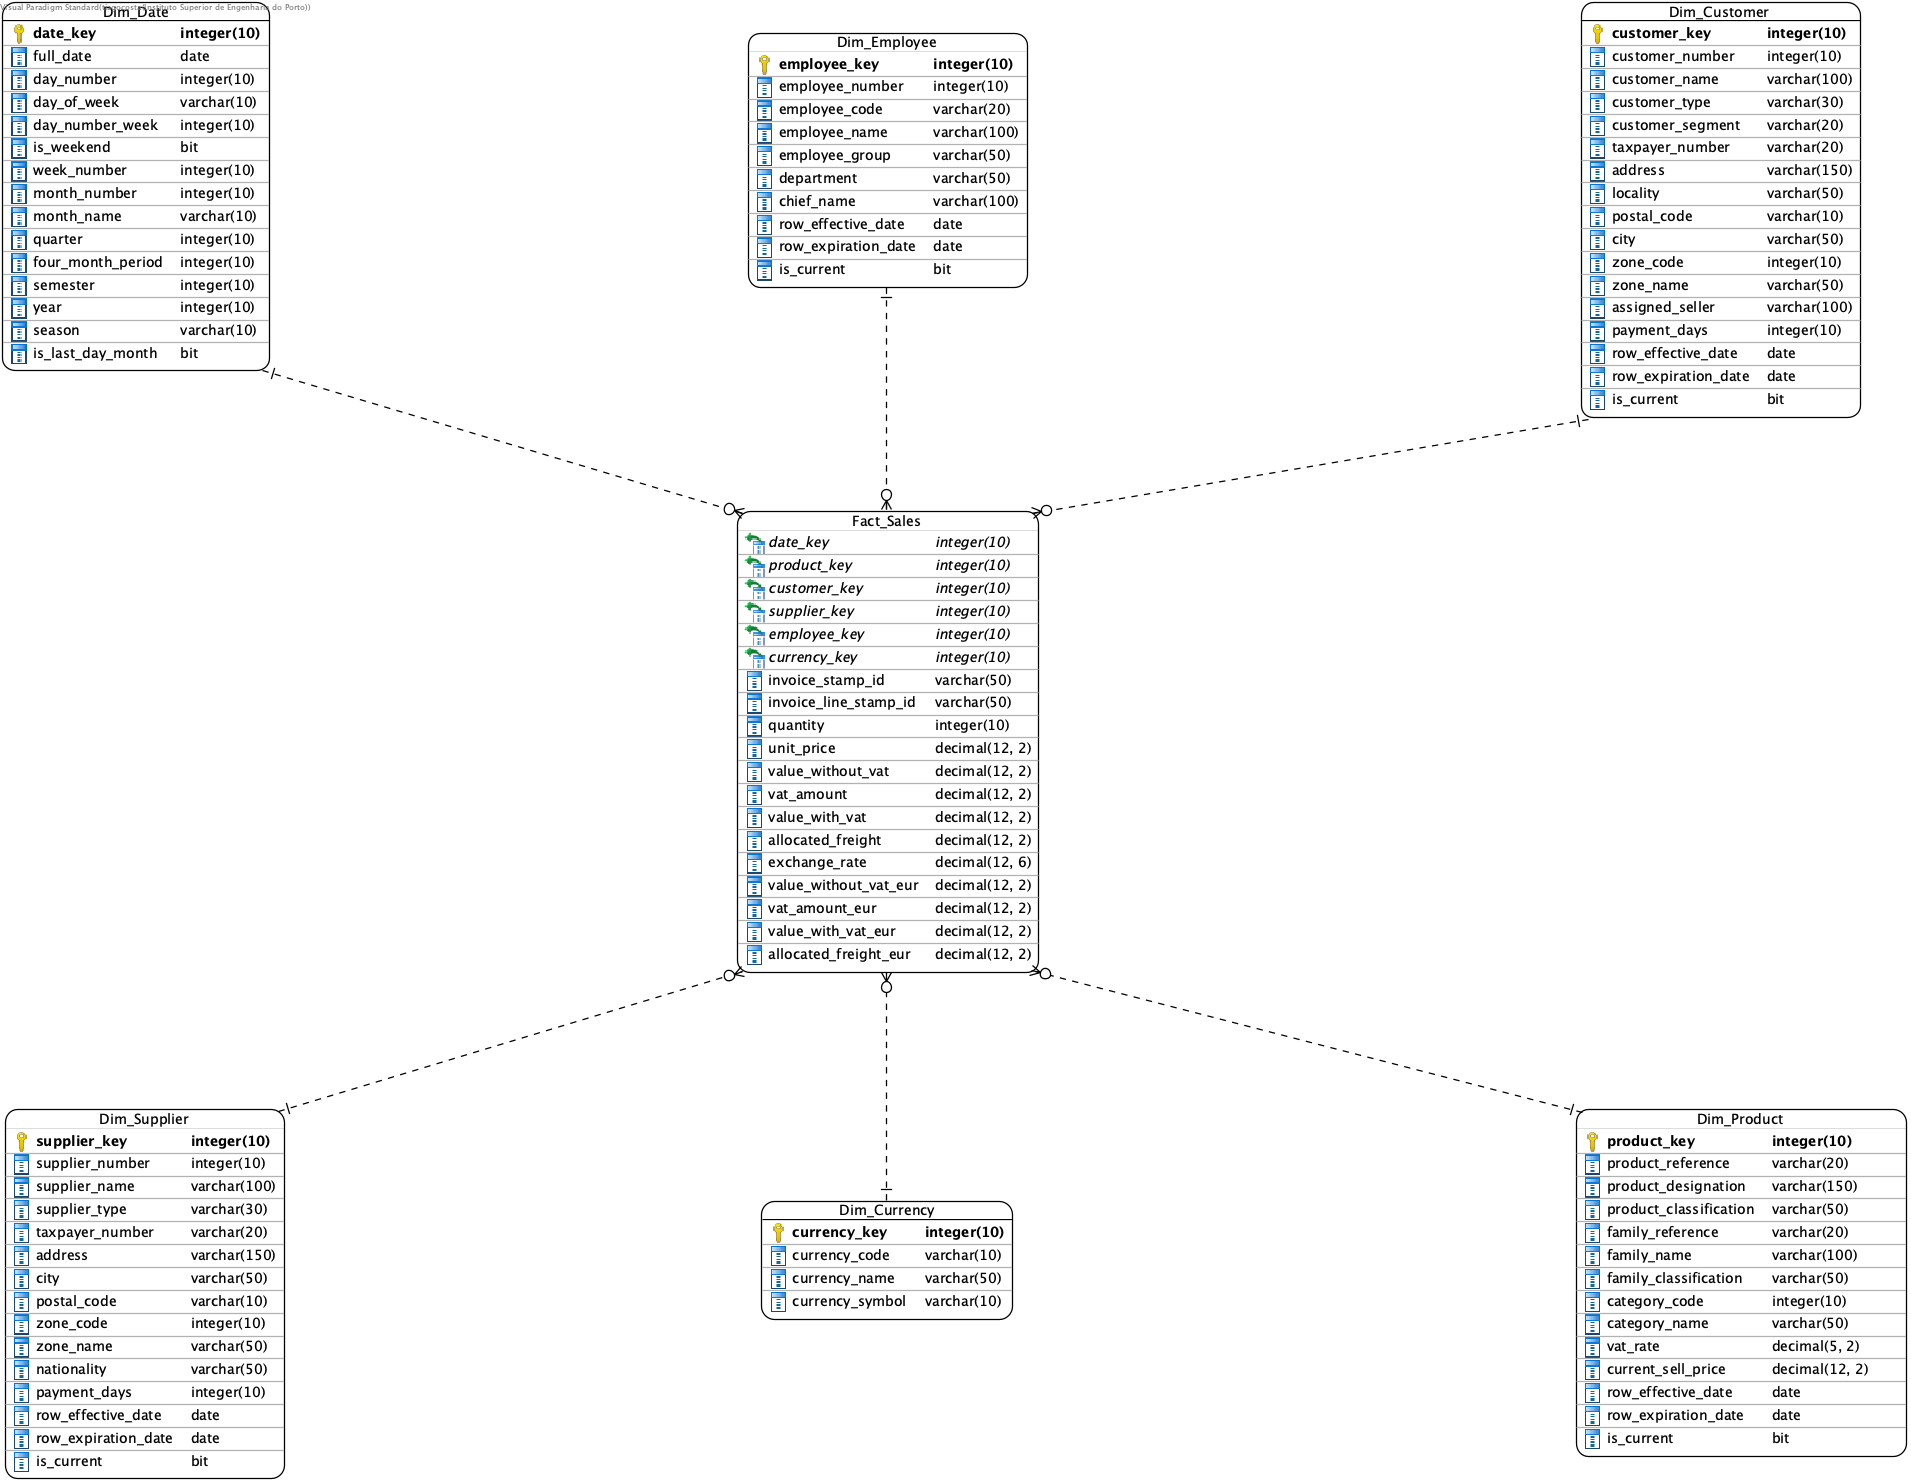 Visual Paradigm Standard(
Instituto Superior de Engenharia do Porto))
Dim_Date
date_key integer(10)
full_date date
day_number integer(10)
day_of_week varchar(10)
day_number_week integer(10)
is_weekend bit
week_number integer(10)
month_number integer(10)
month_name varchar(10)
quarter integer(10)
four_month_period integer(10)
semester integer(10)
year integer(10)
season varchar(10)
is_last_day_month bit
Dim_Employee
employee_key integer(10)
employee_number integer(10)
employee_code varchar(20)
employee_name varchar(100)
employee_group varchar(50)
department varchar(50)
chief_name varchar(100)
row_effective_date date
row_expiration_date date
is_current bit
Dim_Customer
customer_key integer(10)
customer_number integer(10)
customer_name varchar(100)
customer_type varchar(30)
customer_segment varchar(20)
taxpayer_number varchar(20)
address varchar(150)
locality varchar(50)
postal_code varchar(10)
city varchar(50)
zone_code integer(10)
zone_name varchar(50)
assigned_seller varchar(100)
payment_days integer(10)
row_effective_date date
row_expiration_date date
is_current bit
Fact_Sales
date_key integer(10)
product_key integer(10)
customer_key integer(10)
supplier_key integer(10)
employee_key integer(10)
currency_key integer(10)
invoice_stamp_id varchar(50)
invoice_line_stamp_id varchar(50)
quantity integer(10)
unit_price decimal(12, 2)
value_without_vat decimal(12, 2)
vat_amount decimal(12, 2)
value_with_vat decimal(12, 2)
allocated_freight decimal(12, 2)
exchange_rate decimal(12, 6)
value_without_vat_eur decimal(12, 2)
vat_amount_eur decimal(12, 2)
value_with_vat_eur decimal(12, 2)
allocated_freight_eur decimal(12, 2)
Dim_Supplier
supplier_key integer(10)
supplier_number integer(10)
supplier_name varchar(100)
supplier_type varchar(30)
taxpayer_number varchar(20)
address varchar(150)
city varchar(50)
postal_code varchar(10)
zone_code integer(10)
zone_name varchar(50)
nationality varchar(50)
payment_days integer(10)
row_effective_date date
row_expiration_date date
is_current bit
Dim_Currency
currency_key integer(10)
currency_code varchar(10)
currency_name varchar(50)
currency_symbol varchar(10)
Dim_Product
product_key integer(10)
product_reference varchar(20)
product_designation varchar(150)
product_classification varchar(50)
family_reference varchar(20)
family_name varchar(100)
family_classification varchar(50)
category_code integer(10)
category_name varchar(50)
vat_rate decimal(5, 2)
current_sell_price decimal(12, 2)
row_effective_date date
row_expiration_date date
is_current bit